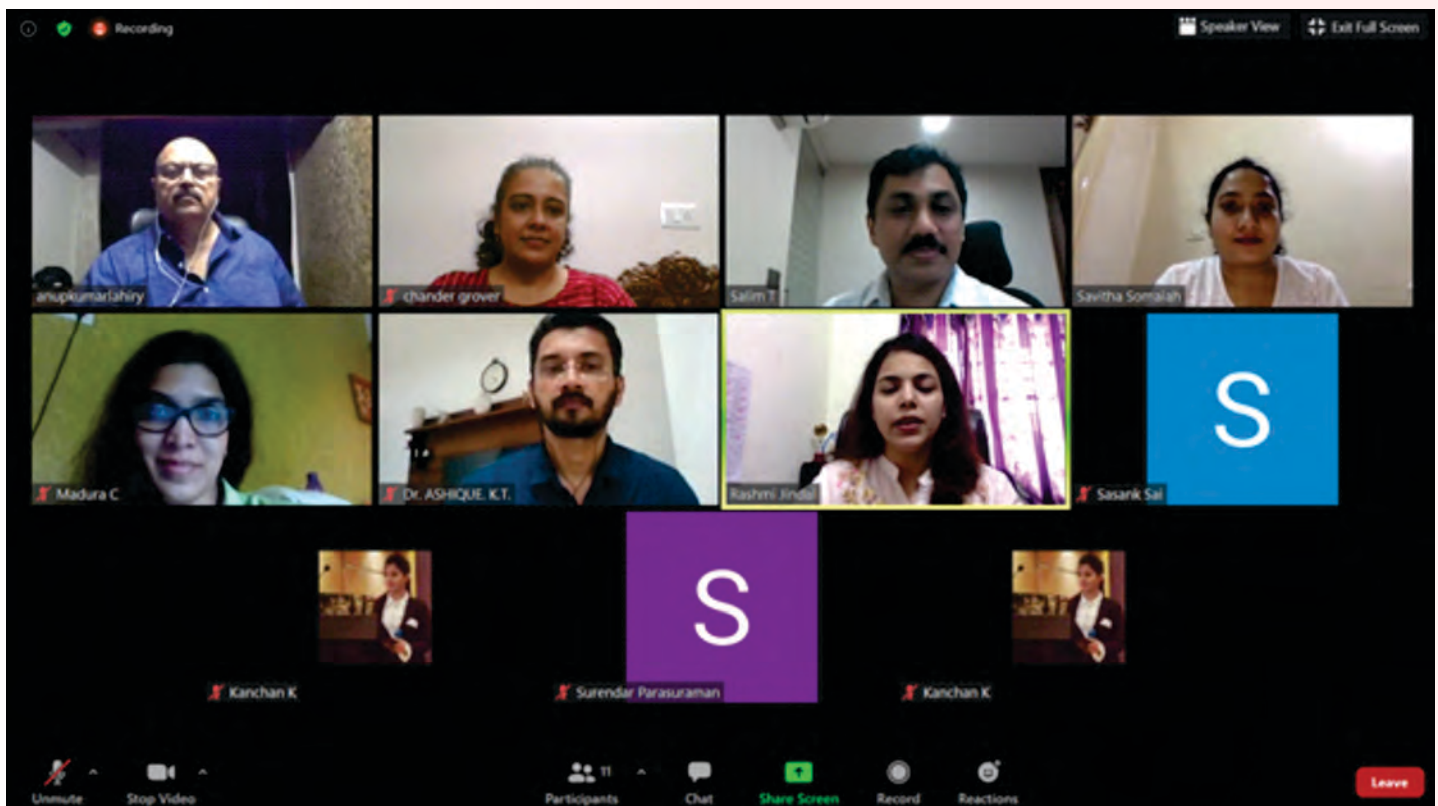 Recording
Speaker View
Exit Full Screen
anupkumarlahiry
chander grover
Salim T
Savitha Somaiah
Madura C
Dr. ASHIQUE. K.T.
Rashmi Jindal
S
Sasank Sai
Kanchan K
S
Surendar Parasuraman
Kanchan K
Unmute
Stop Video
Participants
11
Chat
Share Screen
Record
Reactions
Leave